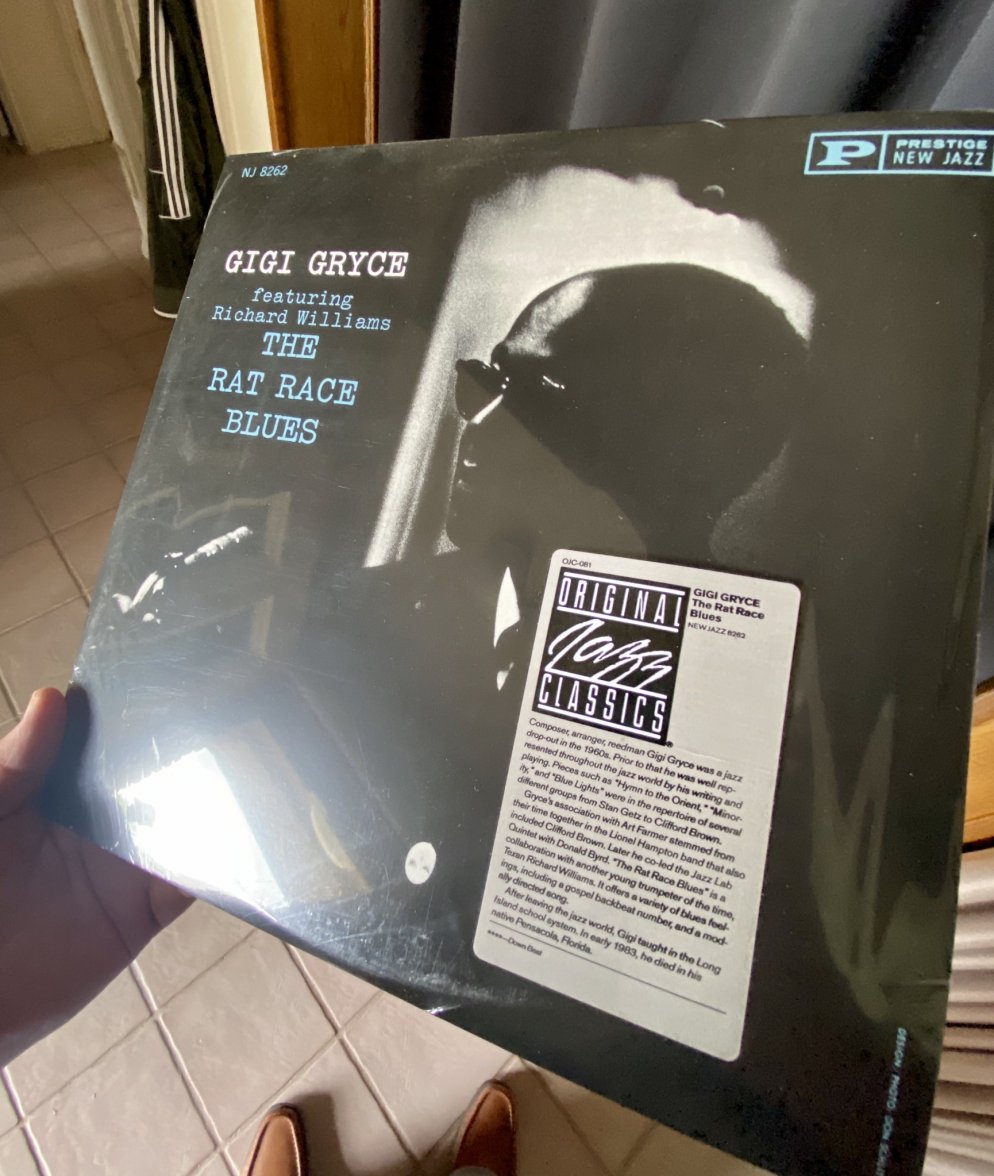 NJ 8262
P PRESTIGE
NEW JAZZ
GIGI GRYCE
featuring
Richard Williams
THE
RAT RACE
BLUES
OJC-081
ORIGINAL
Jazz
CLASSICS®
GIGI GRYCE
The Rat Race
Blues
NEW JAZZ 8262
Composer, arranger, reedman Gigi Gryce was a jazz
drop-out in the 1960s. Prior to that he was well rep-
resented throughout the jazz world by his writing and
playing. Pieces such as "Hymn to the Orient," "Minor-
ity," and "Blue Lights" were in the repertoire of several
different groups from Stan Getz to Clifford Brown.
Gryce's association with Art Farmer stemmed from
their time together in the Lionel Hampton band that also
included Clifford Brown. Later he co-led the Jazz Lab
Quintet with Donald Byrd. "The Rat Race Blues" is a
collaboration with another young trumpeter of the time,
Texan Richard Williams. It offers a variety of blues feel-
ings, including a gospel backbeat number, and a mod-
ally directed song.
After leaving the jazz world, Gigi taught in the Long
Island school system. In early 1983, he died in his
native Pensacola, Florida.
****—Down Beat
DESIGN/PHOTO: DON